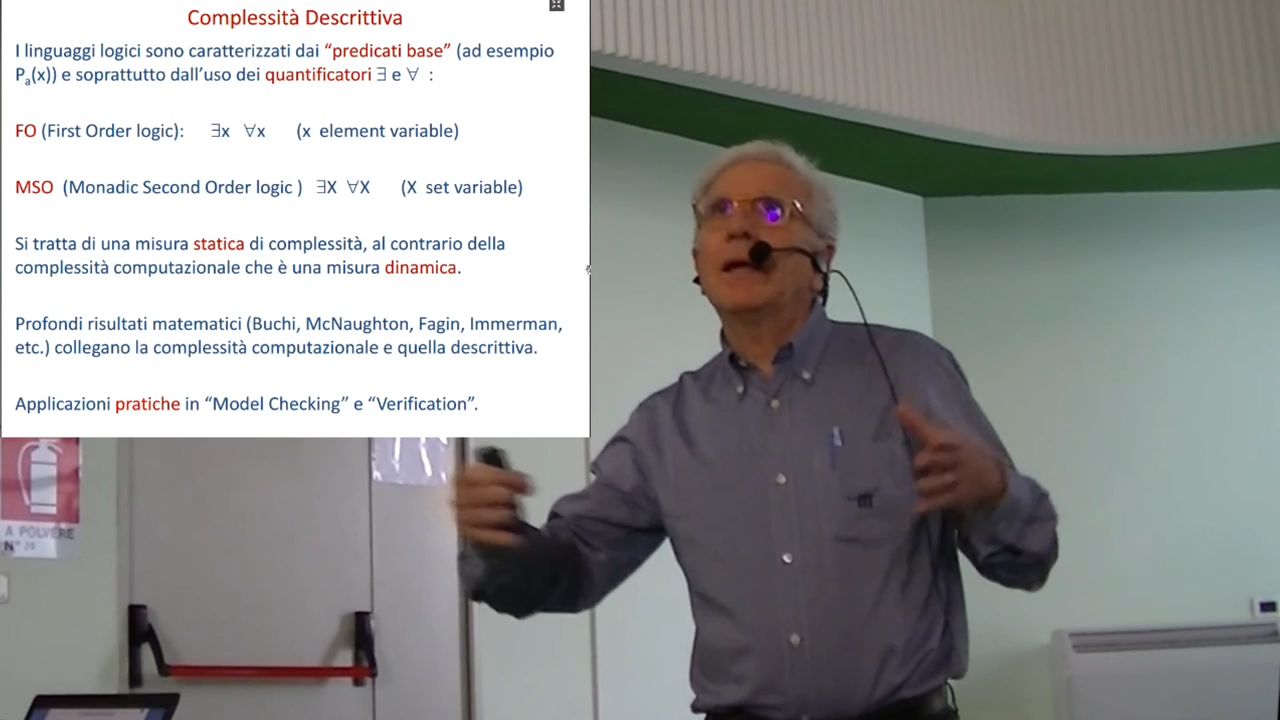 Complessità Descrittiva
I linguaggi logici sono caratterizzati dai “predicati base” (ad esempio
Pa(x)) e soprattutto dall’uso dei quantificatori ∃ e ∀ :
FO (First Order logic): ∃x ∀x (x element variable)
MSO (Monadic Second Order logic ) ∃X ∀X (X set variable)
Si tratta di una misura statica di complessità, al contrario della
complessità computazionale che è una misura dinamica.
Profondi risultati matematici (Buchi, McNaughton, Fagin, Immerman,
etc.) collegano la complessità computazionale e quella descrittiva.
Applicazioni pratiche in “Model Checking” e “Verification”.
A POLVERE
N° 20